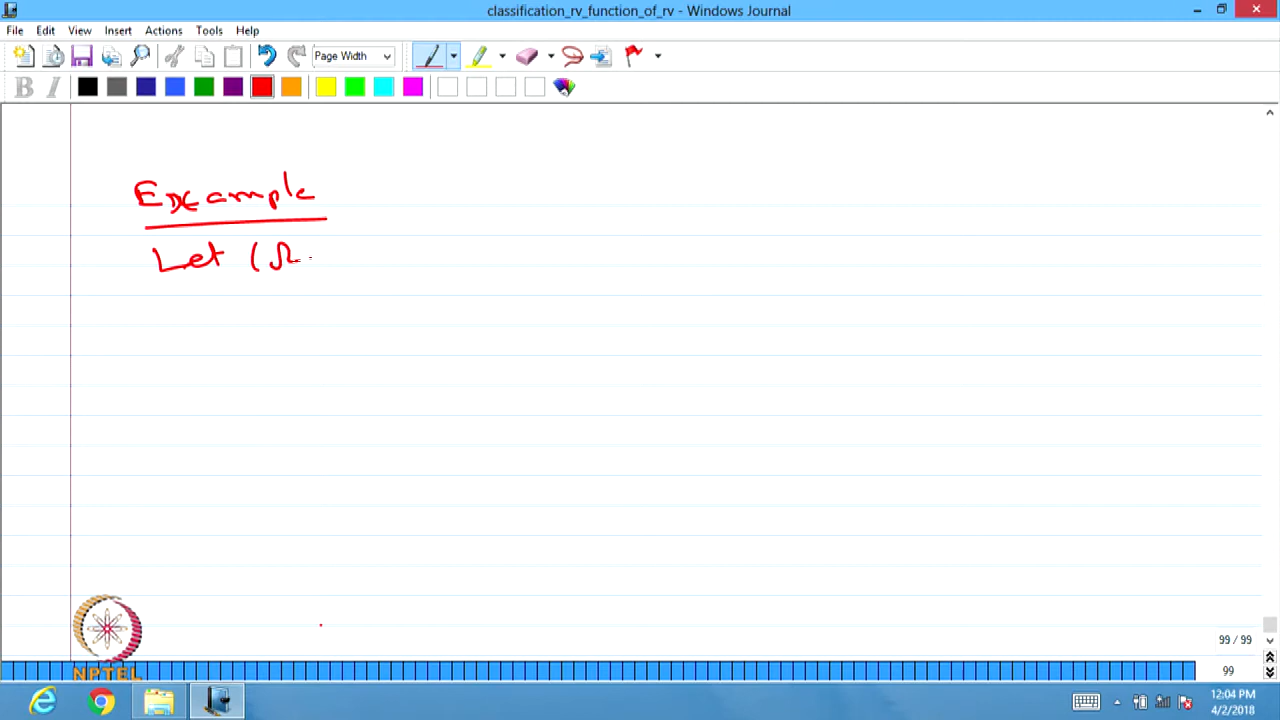 classification_rv_function_of_rv - Windows Journal
File Edit View Insert Actions Tools Help
Page Width
B I
Example
Let (Ω
99 / 99
99
NPTEL
12:04 PM
4/2/2018